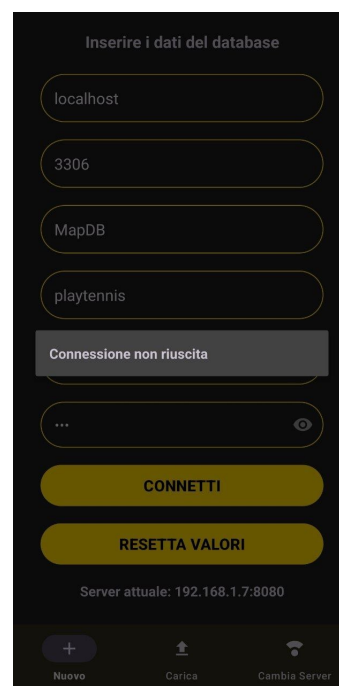 Inserire i dati del database
localhost
3306
MapDB
playtennis
Connessione non riuscita
•••
CONNETTI
RESETTA VALORI
Server attuale: 192.168.1.7:8080
Nuovo
Carica
Cambia Server